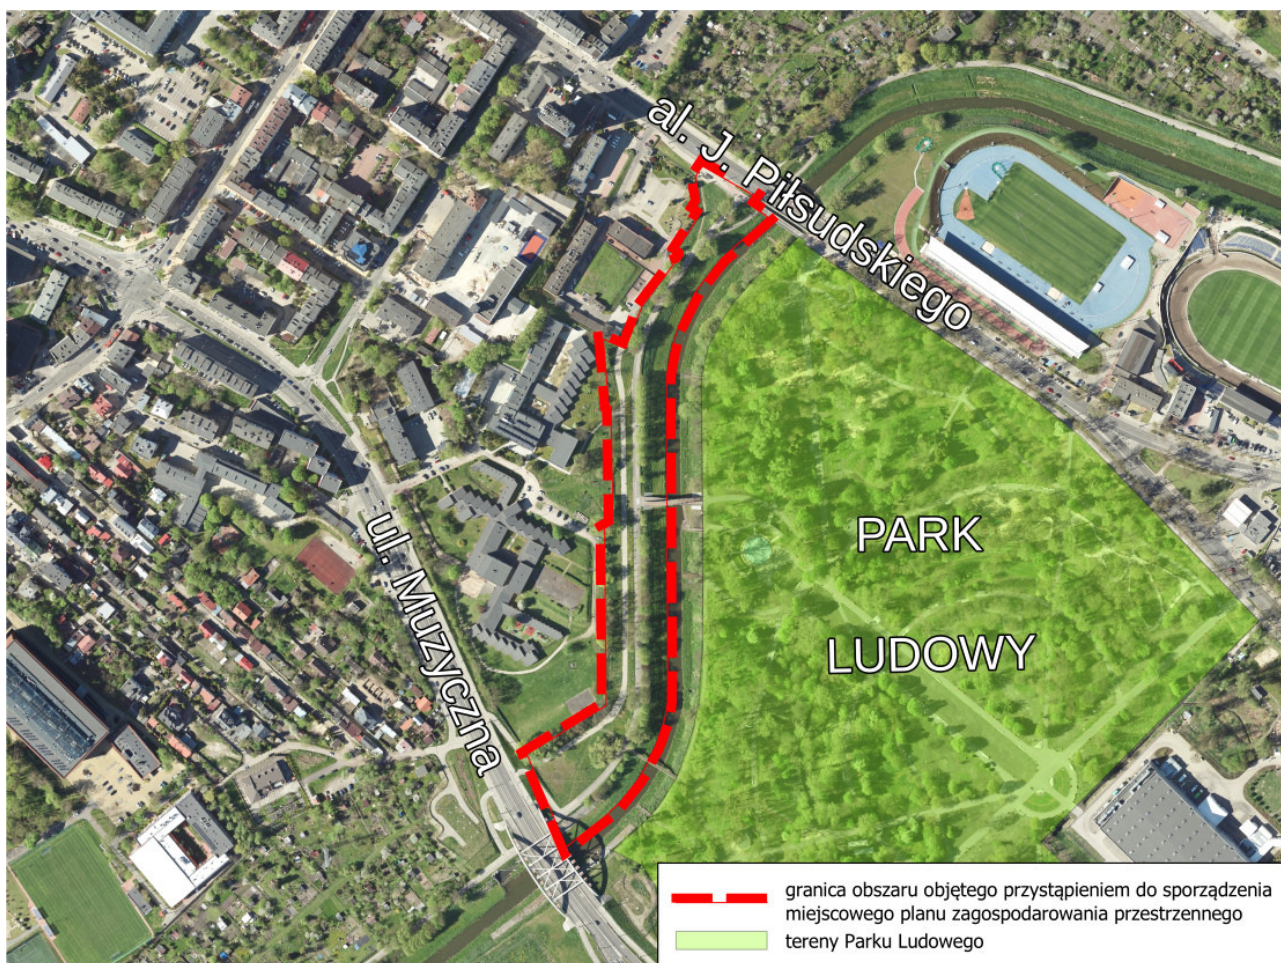 al. J. Piłsudskiego
ul. Muzyczna
PARK
LUDOWY
granica obszaru objętego przystąpieniem do sporządzenia
miejscowego planu zagospodarowania przestrzennego
tereny Parku Ludowego